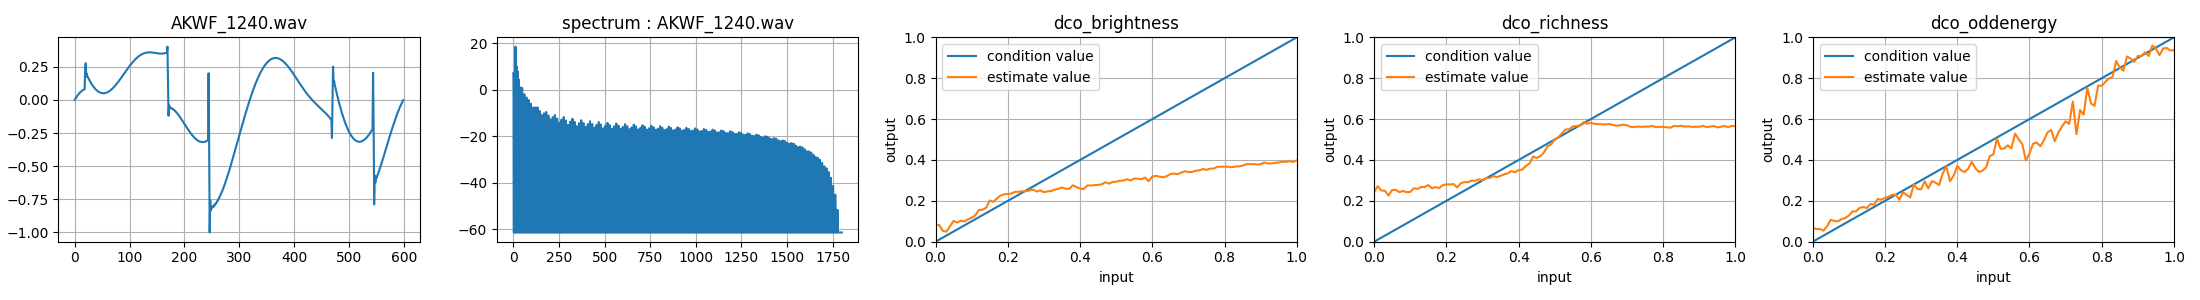 AKWF_1240.wav
0.25
0.00
−0.25
−0.50
−0.75
−1.00
0 100 200 300 400 500 600
spectrum : AKWF_1240.wav
20
0
−20
−40
−60
0 250 500 750 1000 1250 1500 1750
dco_brightness
condition value
estimate value
output
1.0
0.8
0.6
0.4
0.2
0.0
0.0 0.2 0.4 0.6 0.8 1.0
input
dco_richness
condition value
estimate value
output
1.0
0.8
0.6
0.4
0.2
0.0
0.0 0.2 0.4 0.6 0.8 1.0
input
dco_oddenergy
condition value
estimate value
output
1.0
0.8
0.6
0.4
0.2
0.0
0.0 0.2 0.4 0.6 0.8 1.0
input